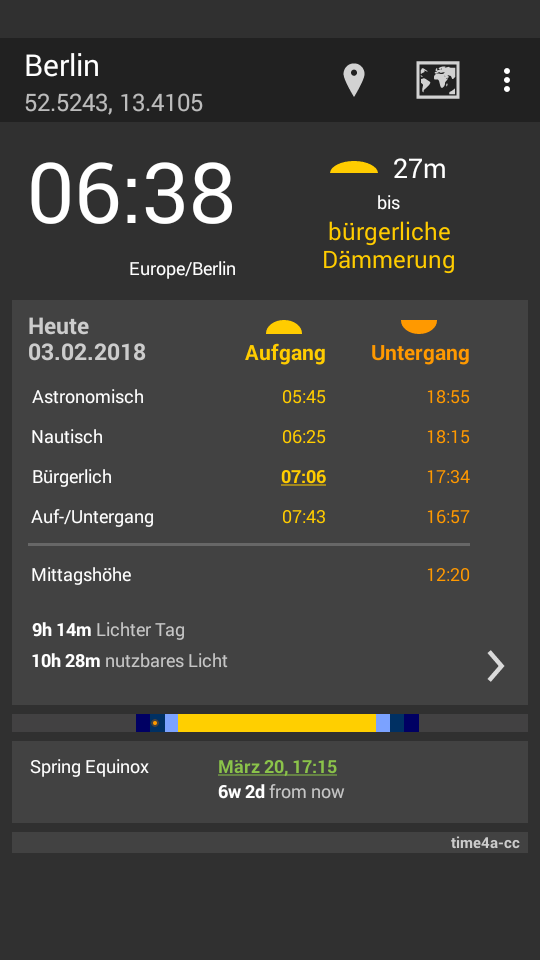 Berlin
52.5243, 13.4105
06:38
Europe/Berlin
27m
bis
bürgerliche
Dämmerung
Heute
03.02.2018
Aufgang Untergang
Astronomisch 05:45 18:55
Nautisch 06:25 18:15
Bürgerlich 07:06 17:34
Auf-/Untergang 07:43 16:57
Mittagshöhe 12:20
9h 14m Lichter Tag
10h 28m nutzbares Licht
Spring Equinox März 20, 17:15
6w 2d from now
time4a-cc